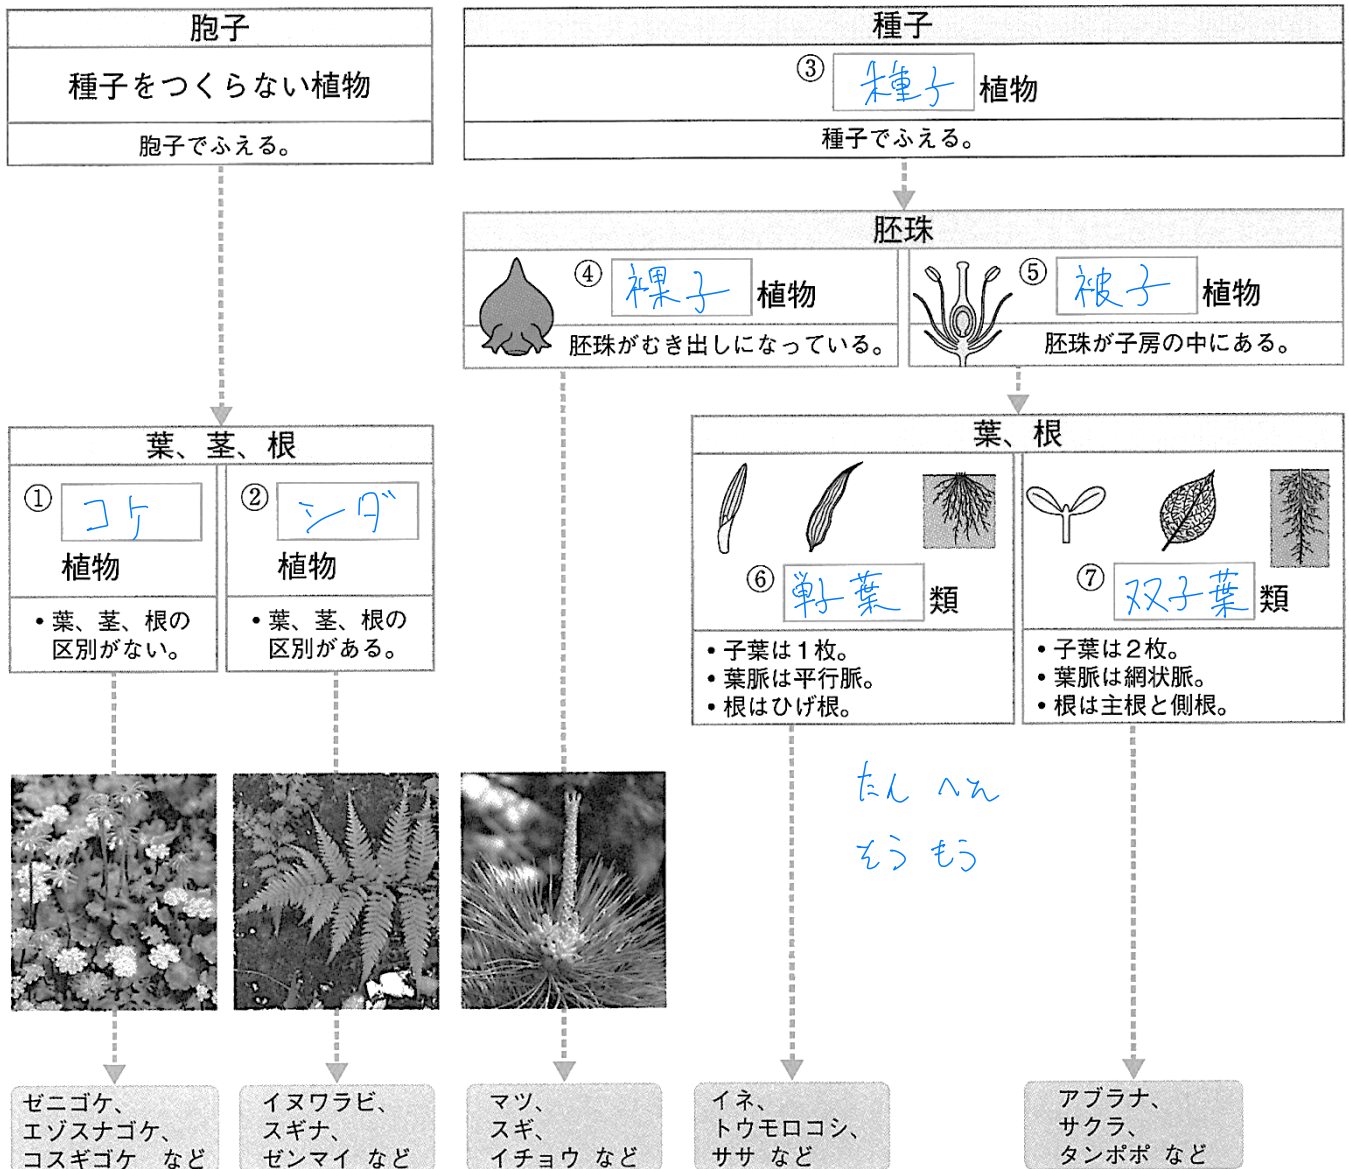 胞子
種子をつくらない植物
胞子でふえる。
種子
③ 種子 植物
種子でふえる。
胚珠
④ 裸子 植物
胚珠がむき出しになっている。
⑤ 被子 植物
胚珠が子房の中にある。
葉、茎、根
① コケ
植物
・葉、茎、根の
区別がない。
② シダ
植物
・葉、茎、根の
区別がある。
葉、根
⑥ 単子葉 類
・子葉は1枚。
・葉脈は平行脈。
・根はひげ根。
⑦ 双子葉 類
・子葉は2枚。
・葉脈は網状脈。
・根は主根と側根。
たん へえ
そう もう
ゼニゴケ、
エゾスナゴケ、
コスギゴケ など
イヌワラビ、
スギナ、
ゼンマイ など
マツ、
スギ、
イチョウ など
イネ、
トウモロコシ、
ササ など
アブラナ、
サクラ、
タンポポ など